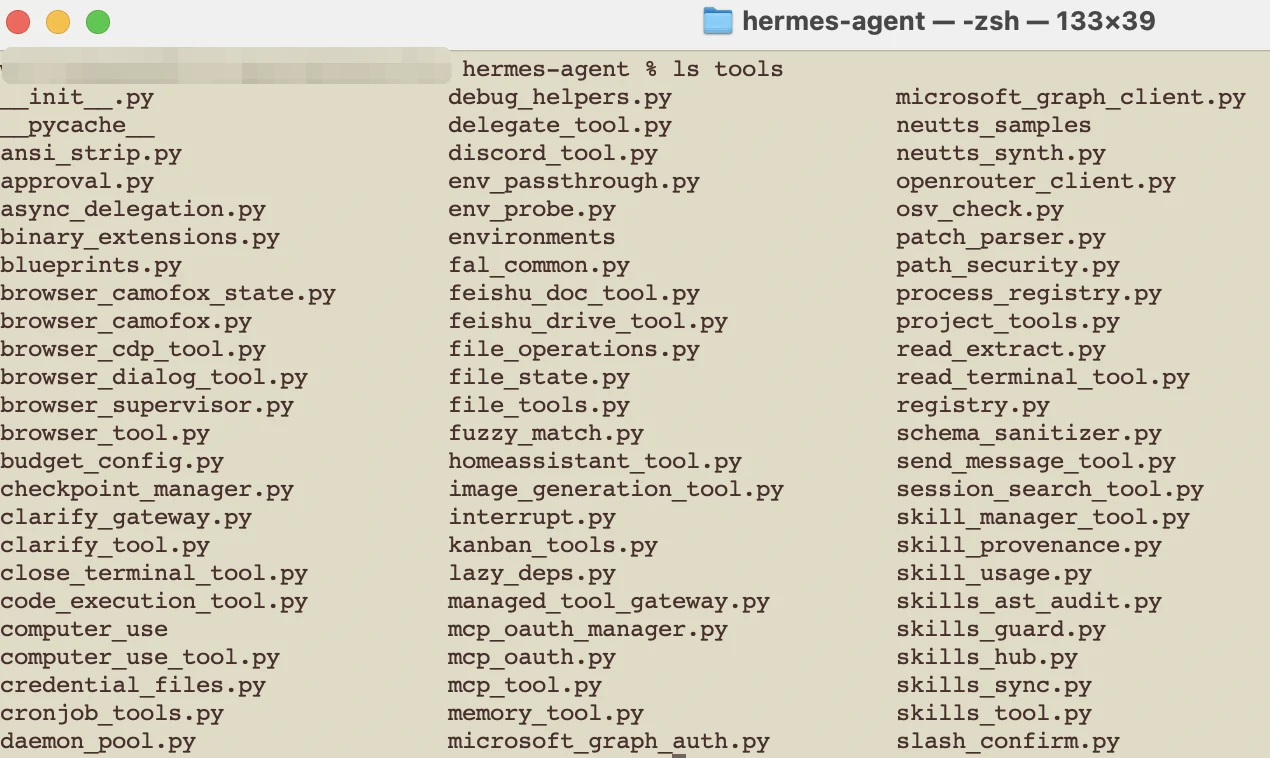 hermes-agent — -zsh — 133×39
hermes-agent % ls tools
__init__.py debug_helpers.py microsoft_graph_client.py
__pycache__ delegate_tool.py neutts_samples
ansi_strip.py discord_tool.py neutts_synth.py
approval.py env_passthrough.py openrouter_client.py
async_delegation.py env_probe.py osv_check.py
binary_extensions.py environments patch_parser.py
blueprints.py fal_common.py path_security.py
browser_camofox_state.py feishu_doc_tool.py process_registry.py
browser_camofox.py feishu_drive_tool.py project_tools.py
browser_cdp_tool.py file_operations.py read_extract.py
browser_dialog_tool.py file_state.py read_terminal_tool.py
browser_supervisor.py file_tools.py registry.py
browser_tool.py fuzzy_match.py schema_sanitizer.py
budget_config.py homeassistant_tool.py send_message_tool.py
checkpoint_manager.py image_generation_tool.py session_search_tool.py
clarify_gateway.py interrupt.py skill_manager_tool.py
clarify_tool.py kanban_tools.py skill_provenance.py
close_terminal_tool.py lazy_deps.py skill_usage.py
code_execution_tool.py managed_tool_gateway.py skills_ast_audit.py
computer_use mcp_oauth_manager.py skills_guard.py
computer_use_tool.py mcp_oauth.py skills_hub.py
credential_files.py mcp_tool.py skills_sync.py
cronjob_tools.py memory_tool.py skills_tool.py
daemon_pool.py microsoft_graph_auth.py slash_confirm.py